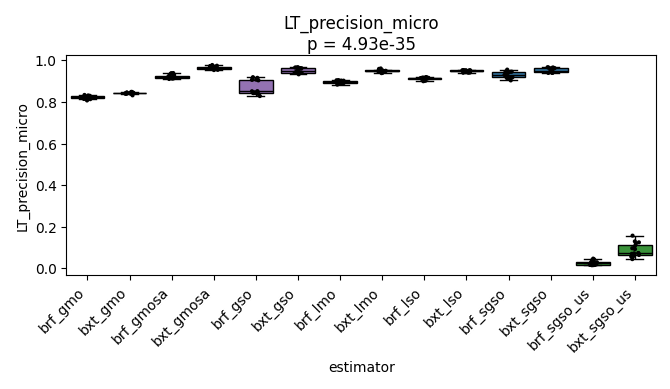 LT_precision_micro
p = 4.93e-35
LT_precision_micro
1.0
0.8
0.6
0.4
0.2
0.0
brf_gmo
bxt_gmo
brf_gmosa
bxt_gmosa
brf_gso
bxt_gso
brf_lmo
bxt_lmo
brf_lso
bxt_lso
brf_sgso
bxt_sgso
brf_sgso_us
bxt_sgso_us
estimator